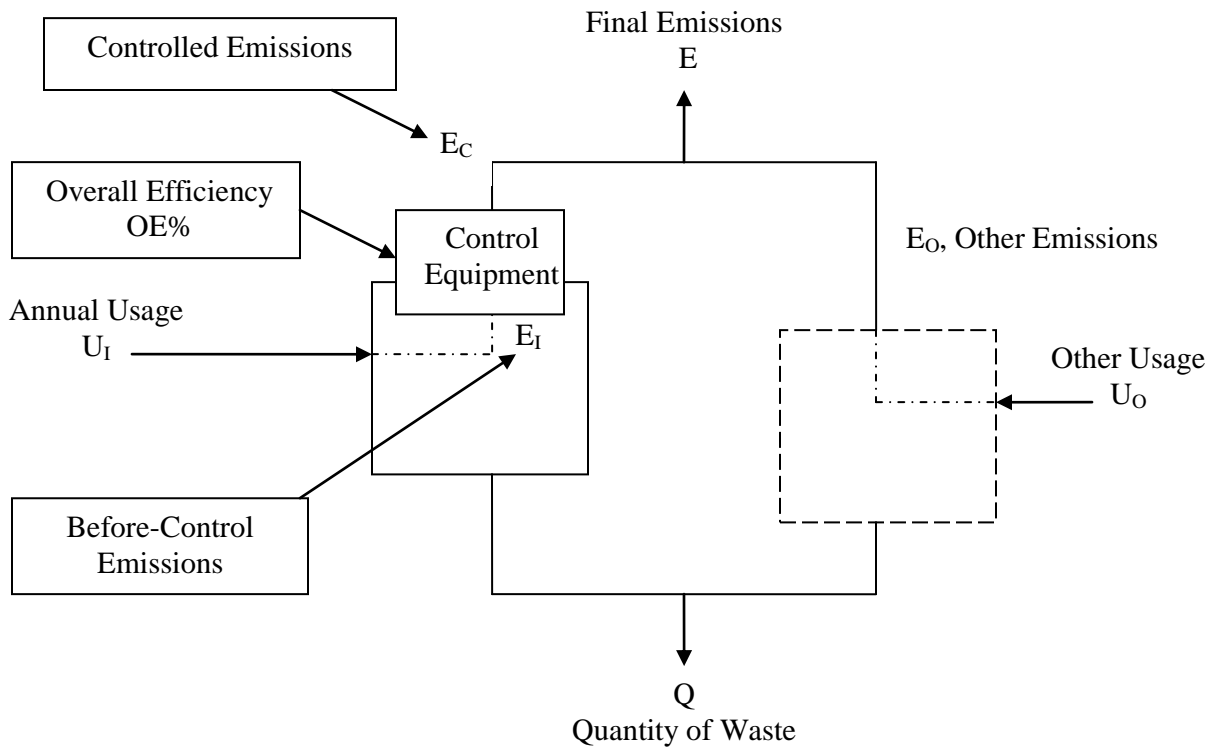 Controlled Emissions
Final Emissions
E
E_C
Overall Efficiency
OE%
Control
Equipment
E_O, Other Emissions
Annual Usage
U_I
E_I
Other Usage
U_O
Before-Control
Emissions
Q
Quantity of Waste